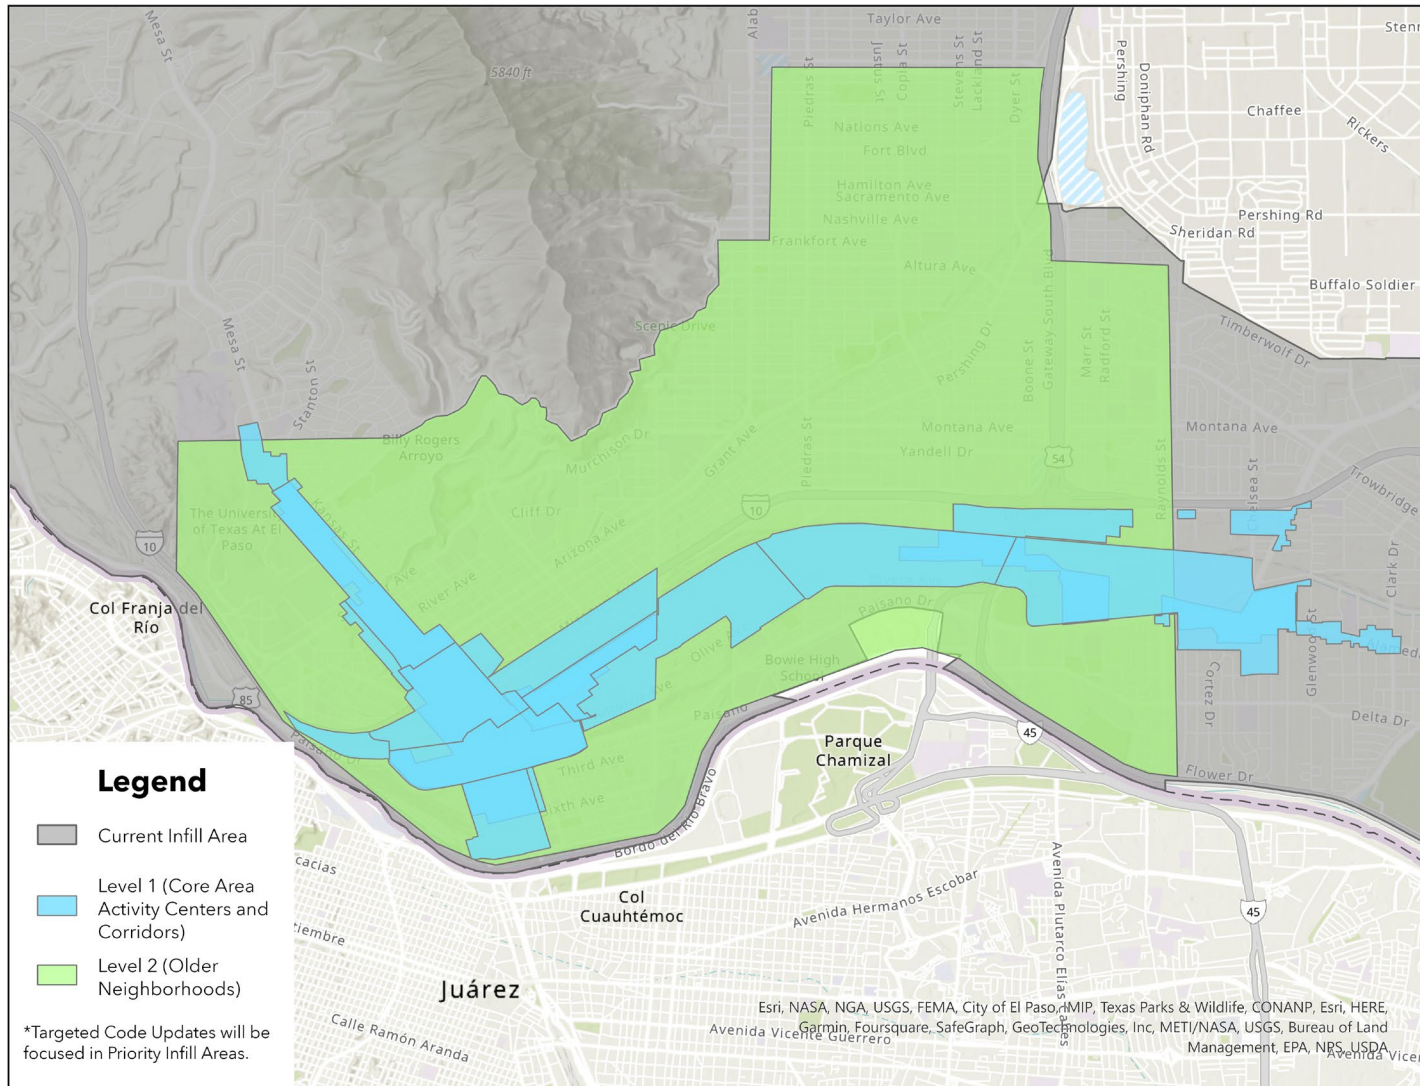 Taylor Ave
Mesa St
5840 ft
Alab
Piedras St
Justus St
Copia St
Stevens St
Lackland St
Dyer St
Pershing
Doniphan Rd
Chaffee
Rickers
Nations Ave
Fort Blvd
Hamilton Ave
Sacramento Ave
Nashville Ave
Frankfort Ave
Altura Ave
Pershing Rd
Sheridan Rd
Buffalo Soldier
Gateway South Blvd
Timberwolf Dr
Scenic Drive
Mesa St
Stanton St
Pershing Dr
Boone St
Marr St
Radford St
Billy Rogers
Arroyo
Murchison Dr
Grant Ave
Piedras St
Montana Ave
Yandell Dr
54
Raynolds St
Montana Ave
Chelsea St
Trowbridge
The University
of Texas At El
Paso
Kansas St
Cliff Dr
Arizona Ave
10
10
River Ave
Clark Dr
Col Franja del
Río
Paisano Dr
Olive Ave
Bowie High
School
Glenwood St
Alameda
Cortez Dr
Delta Dr
85
Paisano Dr
Paisano
45
Third Ave
Sixth Ave
Parque
Chamizal
Flower Dr
Bordo del Río Bravo
Legend
Current Infill Area
Level 1 (Core Area
Activity Centers and
Corridors)
Level 2 (Older
Neighborhoods)
*Targeted Code Updates will be
focused in Priority Infill Areas.
Col
Cuauhtémoc
Avenida Hermanos Escobar
Avenida Plutarco Elías Calles
45
Juárez
Calle Ramón Aranda
Avenida Vicente Guerrero
Esri, NASA, NGA, USGS, FEMA, City of El Paso, IMIP, Texas Parks & Wildlife, CONANP, Esri, HERE,
Garmin, Foursquare, SafeGraph, GeoTechnologies, Inc, METI/NASA, USGS, Bureau of Land
Management, EPA, NPS, USDA